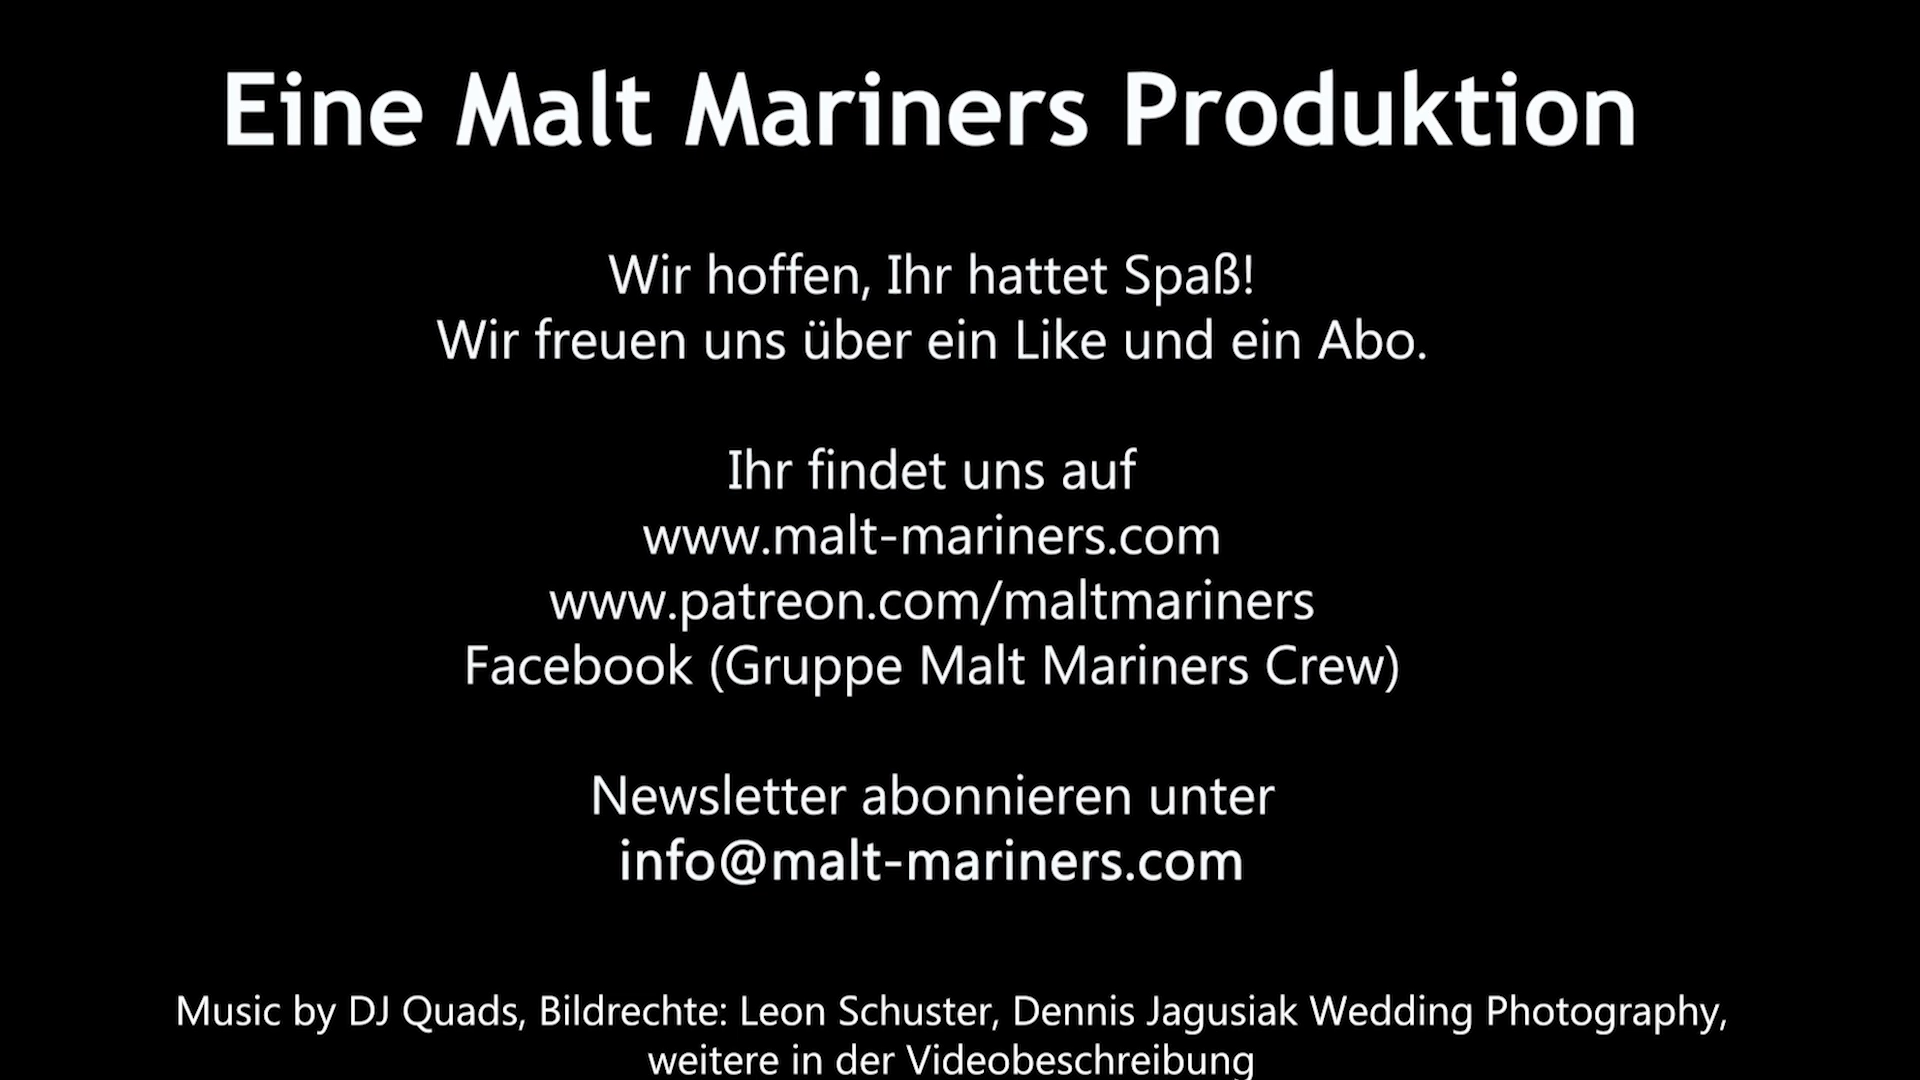 Eine Malt Mariners Produktion
Wir hoffen, Ihr hattet Spaß!
Wir freuen uns über ein Like und ein Abo.
Ihr findet uns auf
www.malt-mariners.com
www.patreon.com/maltmariners
Facebook (Gruppe Malt Mariners Crew)
Newsletter abonnieren unter
info@malt-mariners.com
Music by DJ Quads, Bildrechte: Leon Schuster, Dennis Jagusiak Wedding Photography,
weitere in der Videobeschreibung